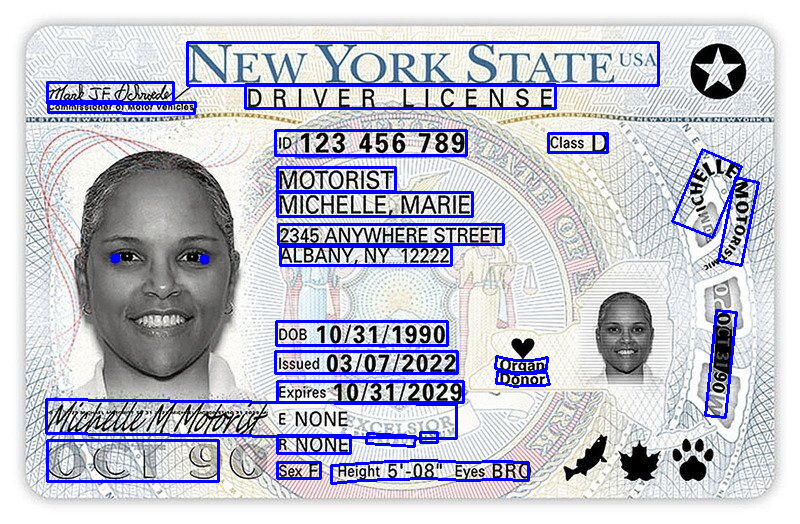 NEW YORK STATE USA
DRIVER LICENSE
Mark J.F. Schroeder
Commissioner of Motor Vehicles
ID 123 456 789
Class D
MOTORIST
MICHELLE, MARIE
2345 ANYWHERE STREET
ALBANY, NY 12222
DOB 10/31/1990
Issued 03/07/2022
Expires 10/31/2029
E NONE
R NONE
Sex F Height 5'-08" Eyes BRO
Organ
Donor
Michelle M Motorist
OCT 90
MICHELLE
MOTORIST
OCT 31 90
EXCELSIOR